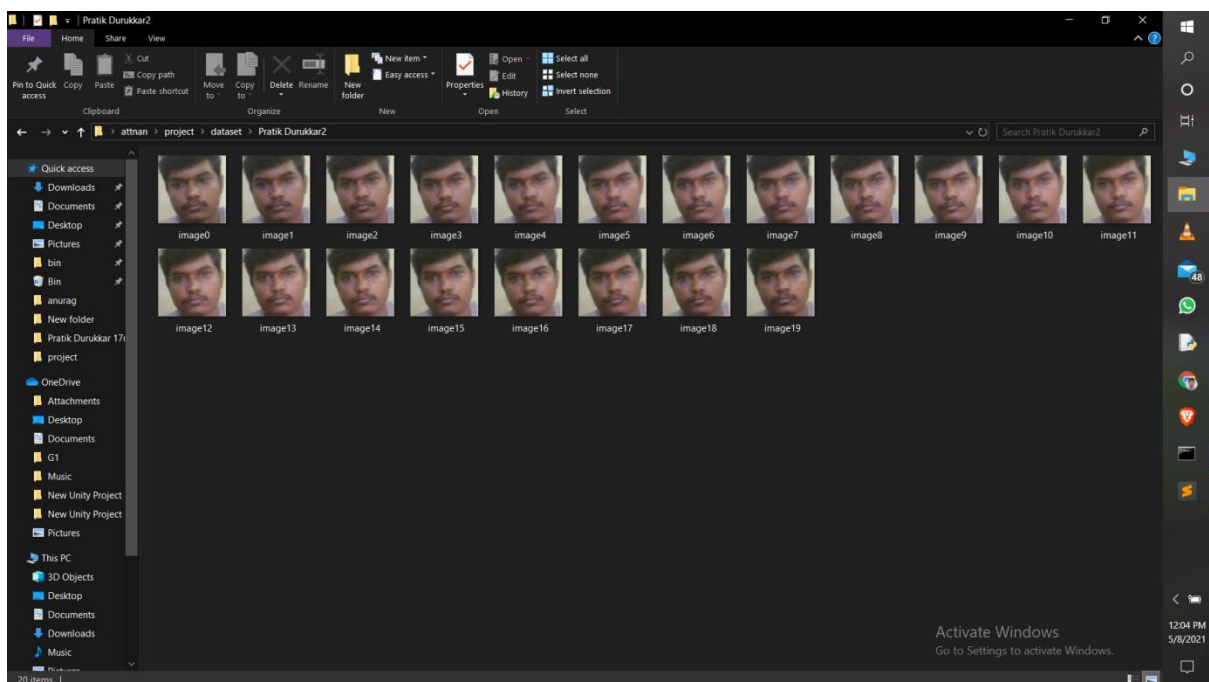 Pratik Durukkar2
File Home Share View
Pin to Quick access
Copy
Paste
Cut
Copy path
Paste shortcut
Clipboard
Move to
Copy to
Delete
Rename
Organize
New folder
New item
Easy access
New
Properties
Open
Edit
History
Open
Select all
Select none
Invert selection
Select
attnan > project > dataset > Pratik Durukkar2
Search Pratik Durukkar2
Quick access
Downloads
Documents
Desktop
Pictures
bin
Bin
anurag
New folder
Pratik Durukkar
project
OneDrive
Attachments
Desktop
Documents
G1
Music
New Unity Project
New Unity Project
Pictures
This PC
3D Objects
Desktop
Documents
Downloads
Music
image0 image1 image2 image3 image4 image5 image6 image7 image8 image9 image10 image11
image12 image13 image14 image15 image16 image17 image18 image19
Activate Windows
Go to Settings to activate Windows.
20 items
48
12:04 PM
5/8/2021